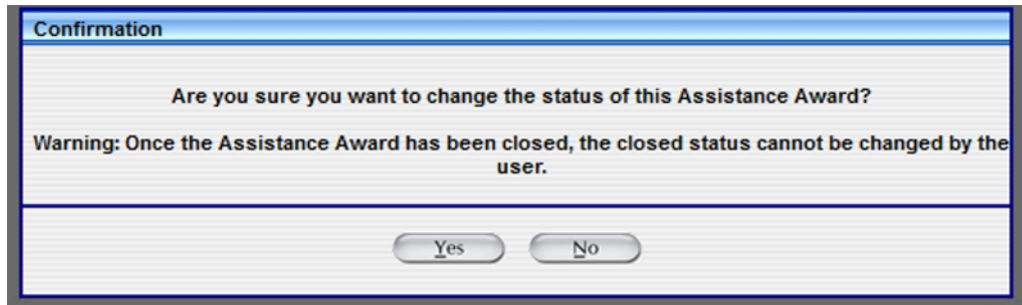 Confirmation
Are you sure you want to change the status of this Assistance Award?
Warning: Once the Assistance Award has been closed, the closed status cannot be changed by the
user.
Yes
No